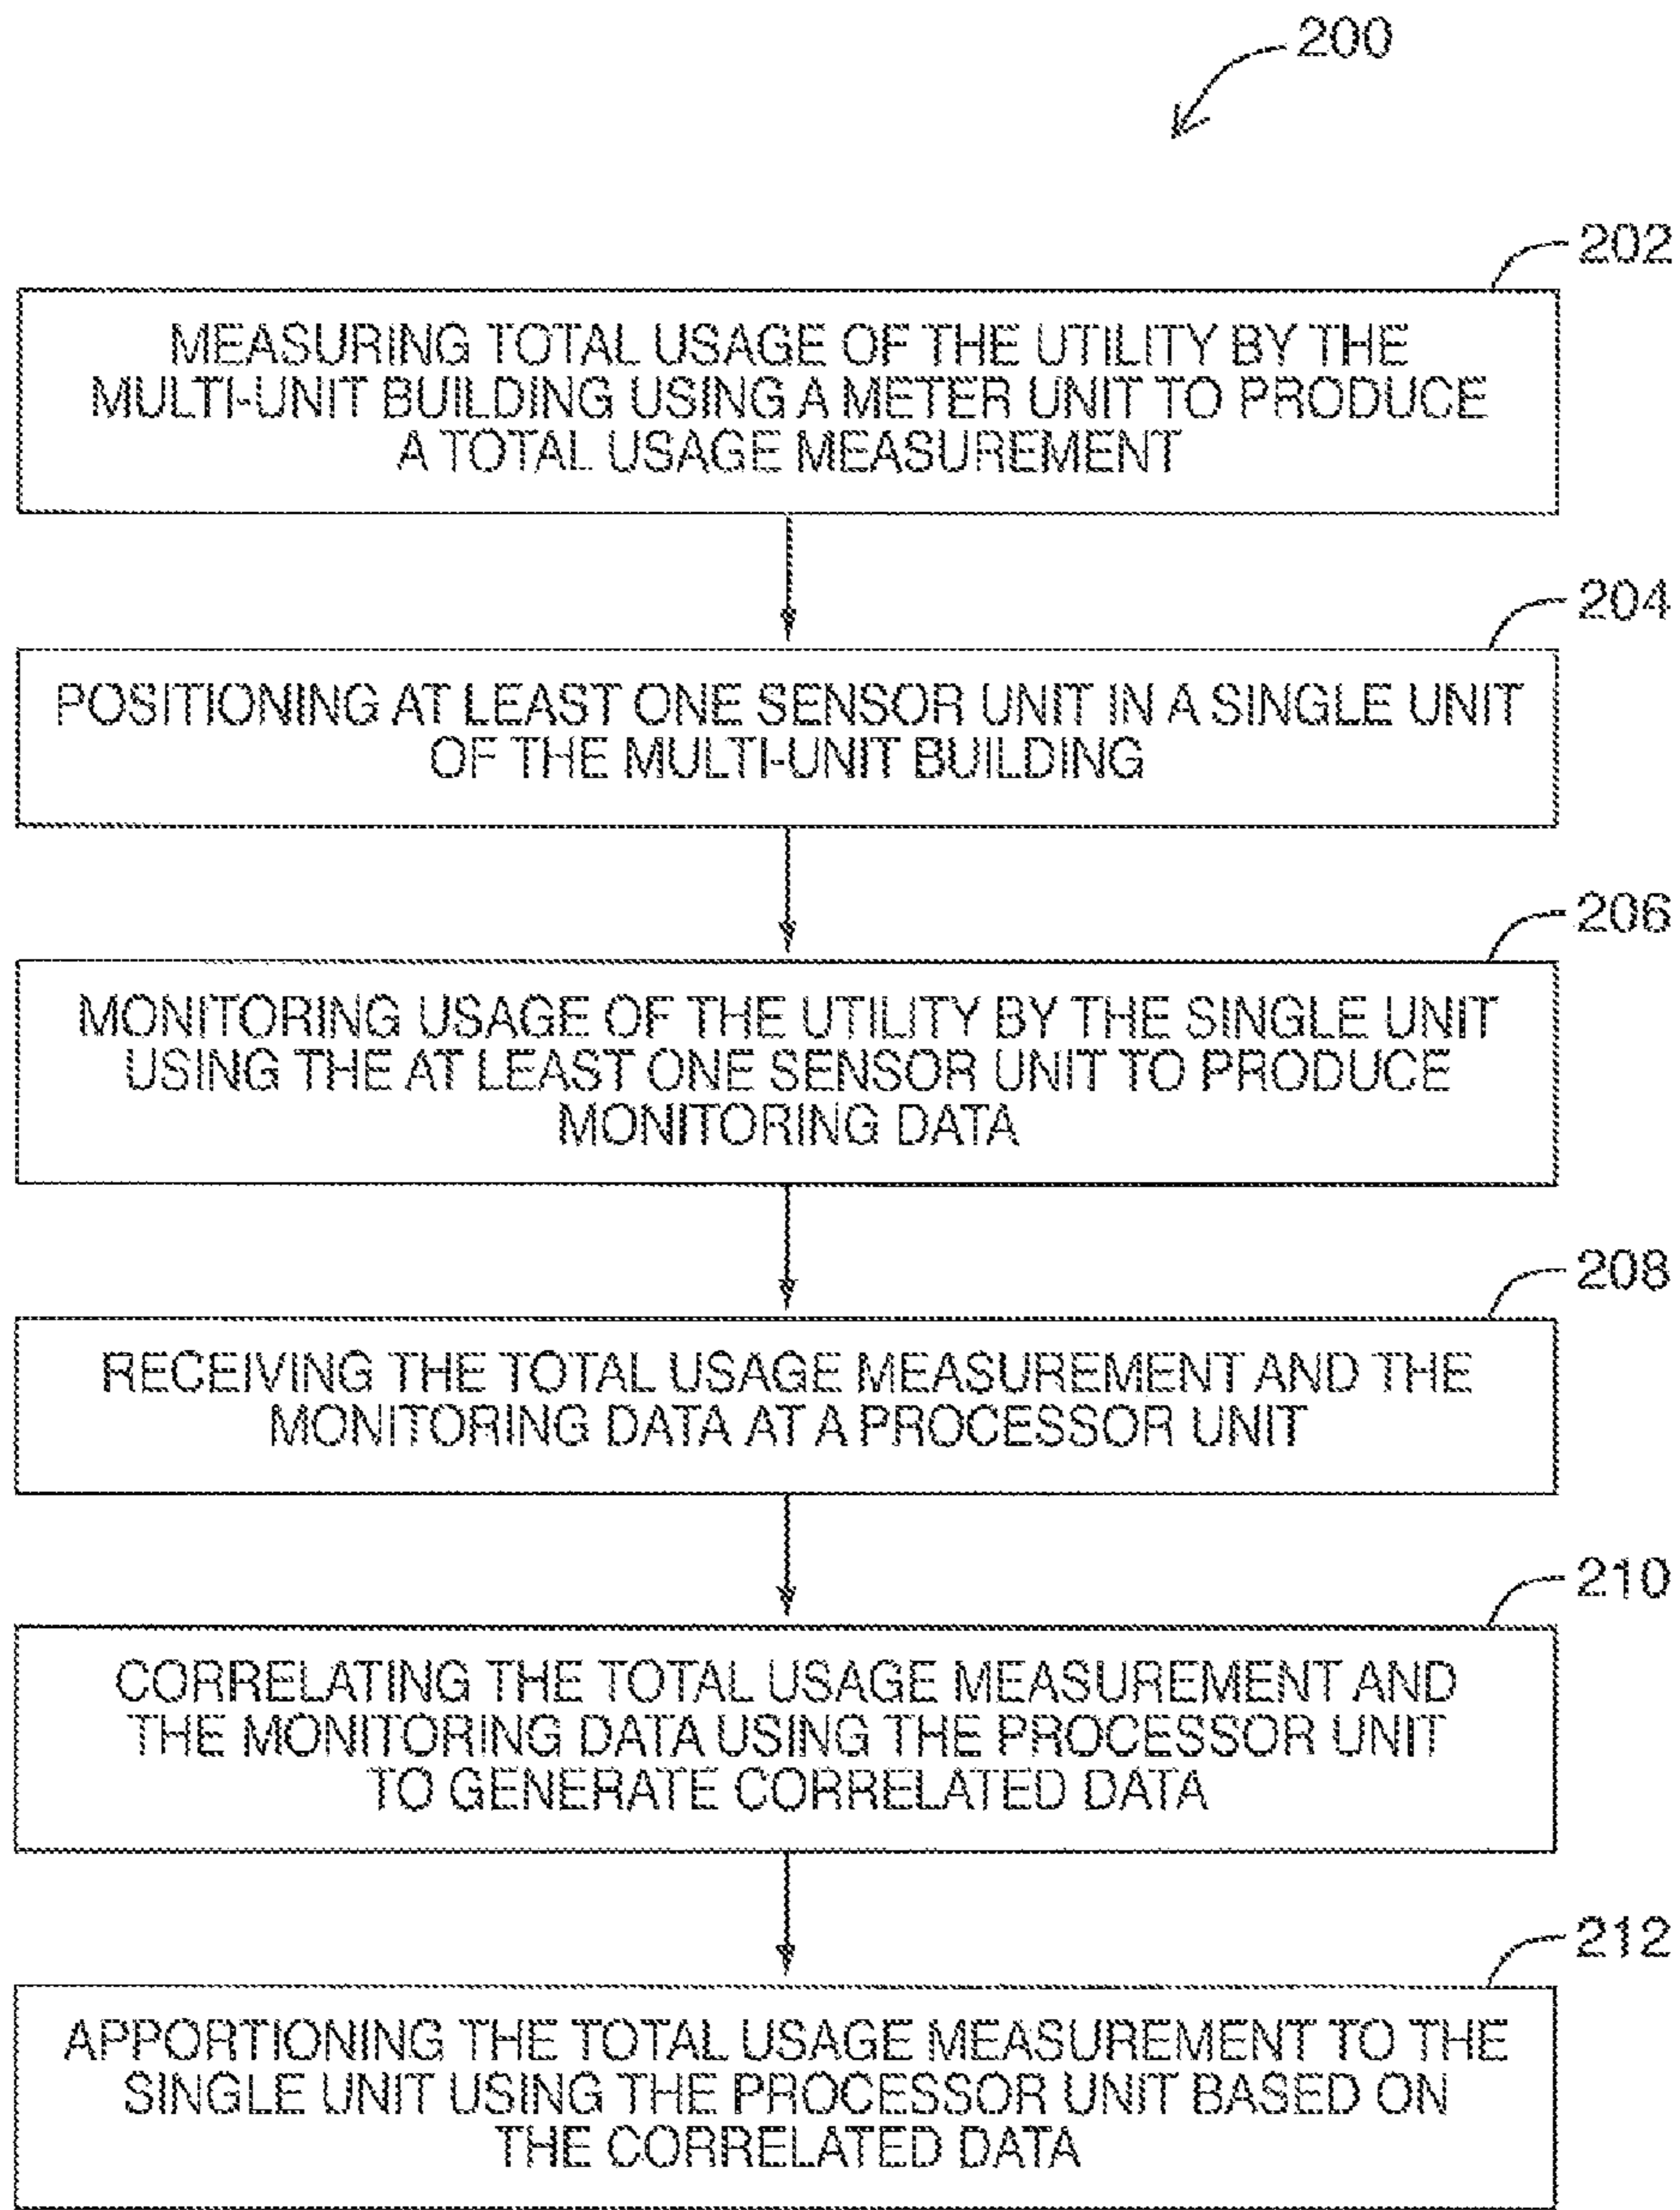 200
202
MEASURING TOTAL USAGE OF THE UTILITY BY THE
MULTI-UNIT BUILDING USING A METER UNIT TO PRODUCE
A TOTAL USAGE MEASUREMENT
204
POSITIONING AT LEAST ONE SENSOR UNIT IN A SINGLE UNIT
OF THE MULTI-UNIT BUILDING
206
MONITORING USAGE OF THE UTILITY BY THE SINGLE UNIT
USING THE AT LEAST ONE SENSOR UNIT TO PRODUCE
MONITORING DATA
208
RECEIVING THE TOTAL USAGE MEASUREMENT AND THE
MONITORING DATA AT A PROCESSOR UNIT
210
CORRELATING THE TOTAL USAGE MEASUREMENT AND
THE MONITORING DATA USING THE PROCESSOR UNIT
TO GENERATE CORRELATED DATA
212
APPORTIONING THE TOTAL USAGE MEASUREMENT TO THE
SINGLE UNIT USING THE PROCESSOR UNIT BASED ON
THE CORRELATED DATA